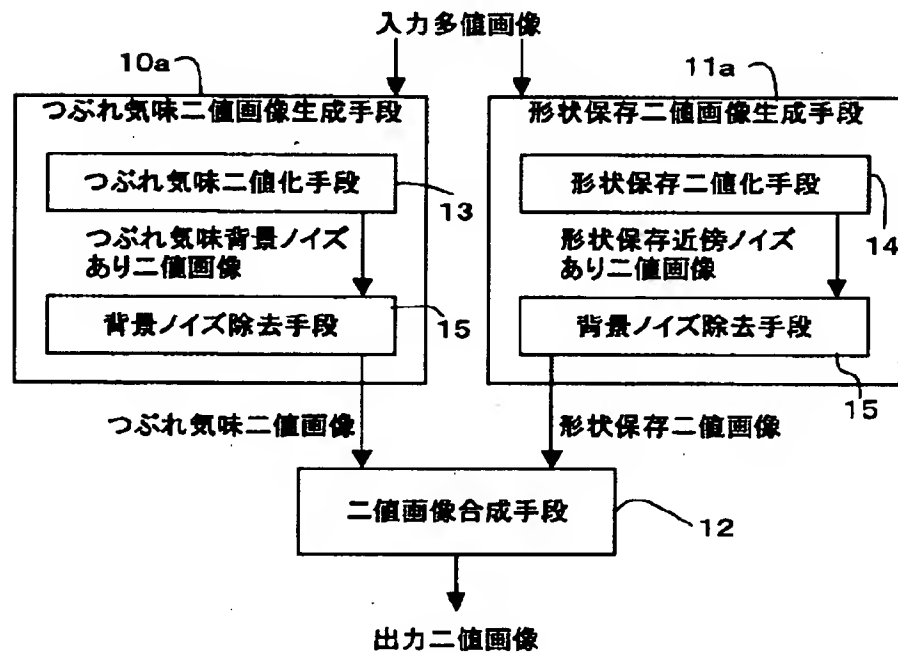 入力多値画像
10a
11a
つぶれ気味二値画像生成手段
形状保存二値画像生成手段
つぶれ気味二値化手段
形状保存二値化手段
13
14
つぶれ気味背景ノイズ
あり二値画像
形状保存近傍ノイズ
あり二値画像
背景ノイズ除去手段
15
背景ノイズ除去手段
15
つぶれ気味二値画像
形状保存二値画像
二値画像合成手段
12
出力二値画像